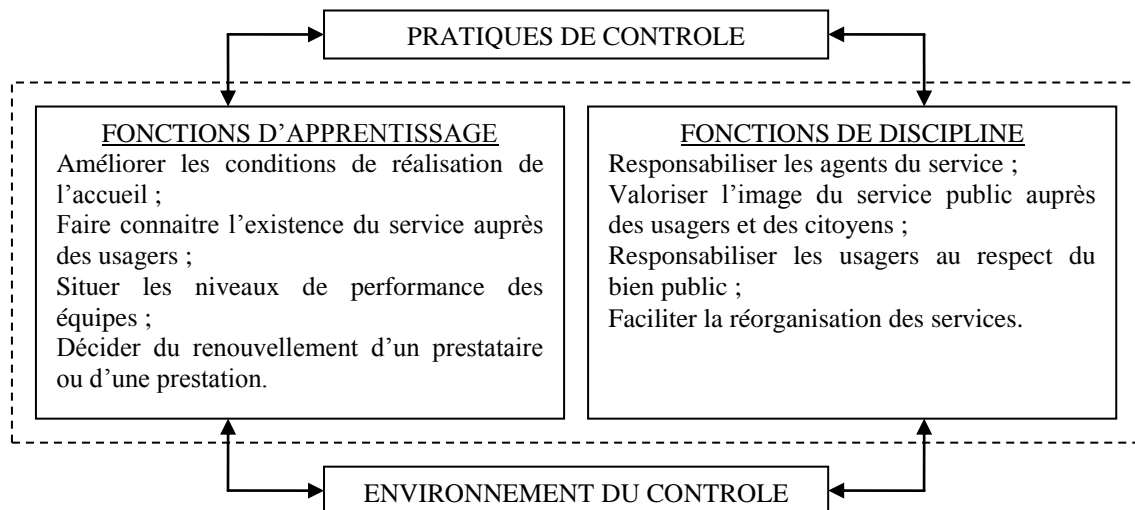 PRATIQUES DE CONTROLE
FONCTIONS D’APPRENTISSAGE
Améliorer les conditions de réalisation de
l’accueil ;
Faire connaitre l’existence du service auprès
des usagers ;
Situer les niveaux de performance des
équipes ;
Décider du renouvellement d’un prestataire
ou d’une prestation.
FONCTIONS DE DISCIPLINE
Responsabiliser les agents du service ;
Valoriser l’image du service public auprès
des usagers et des citoyens ;
Responsabiliser les usagers au respect du
bien public ;
Faciliter la réorganisation des services.
ENVIRONNEMENT DU CONTROLE